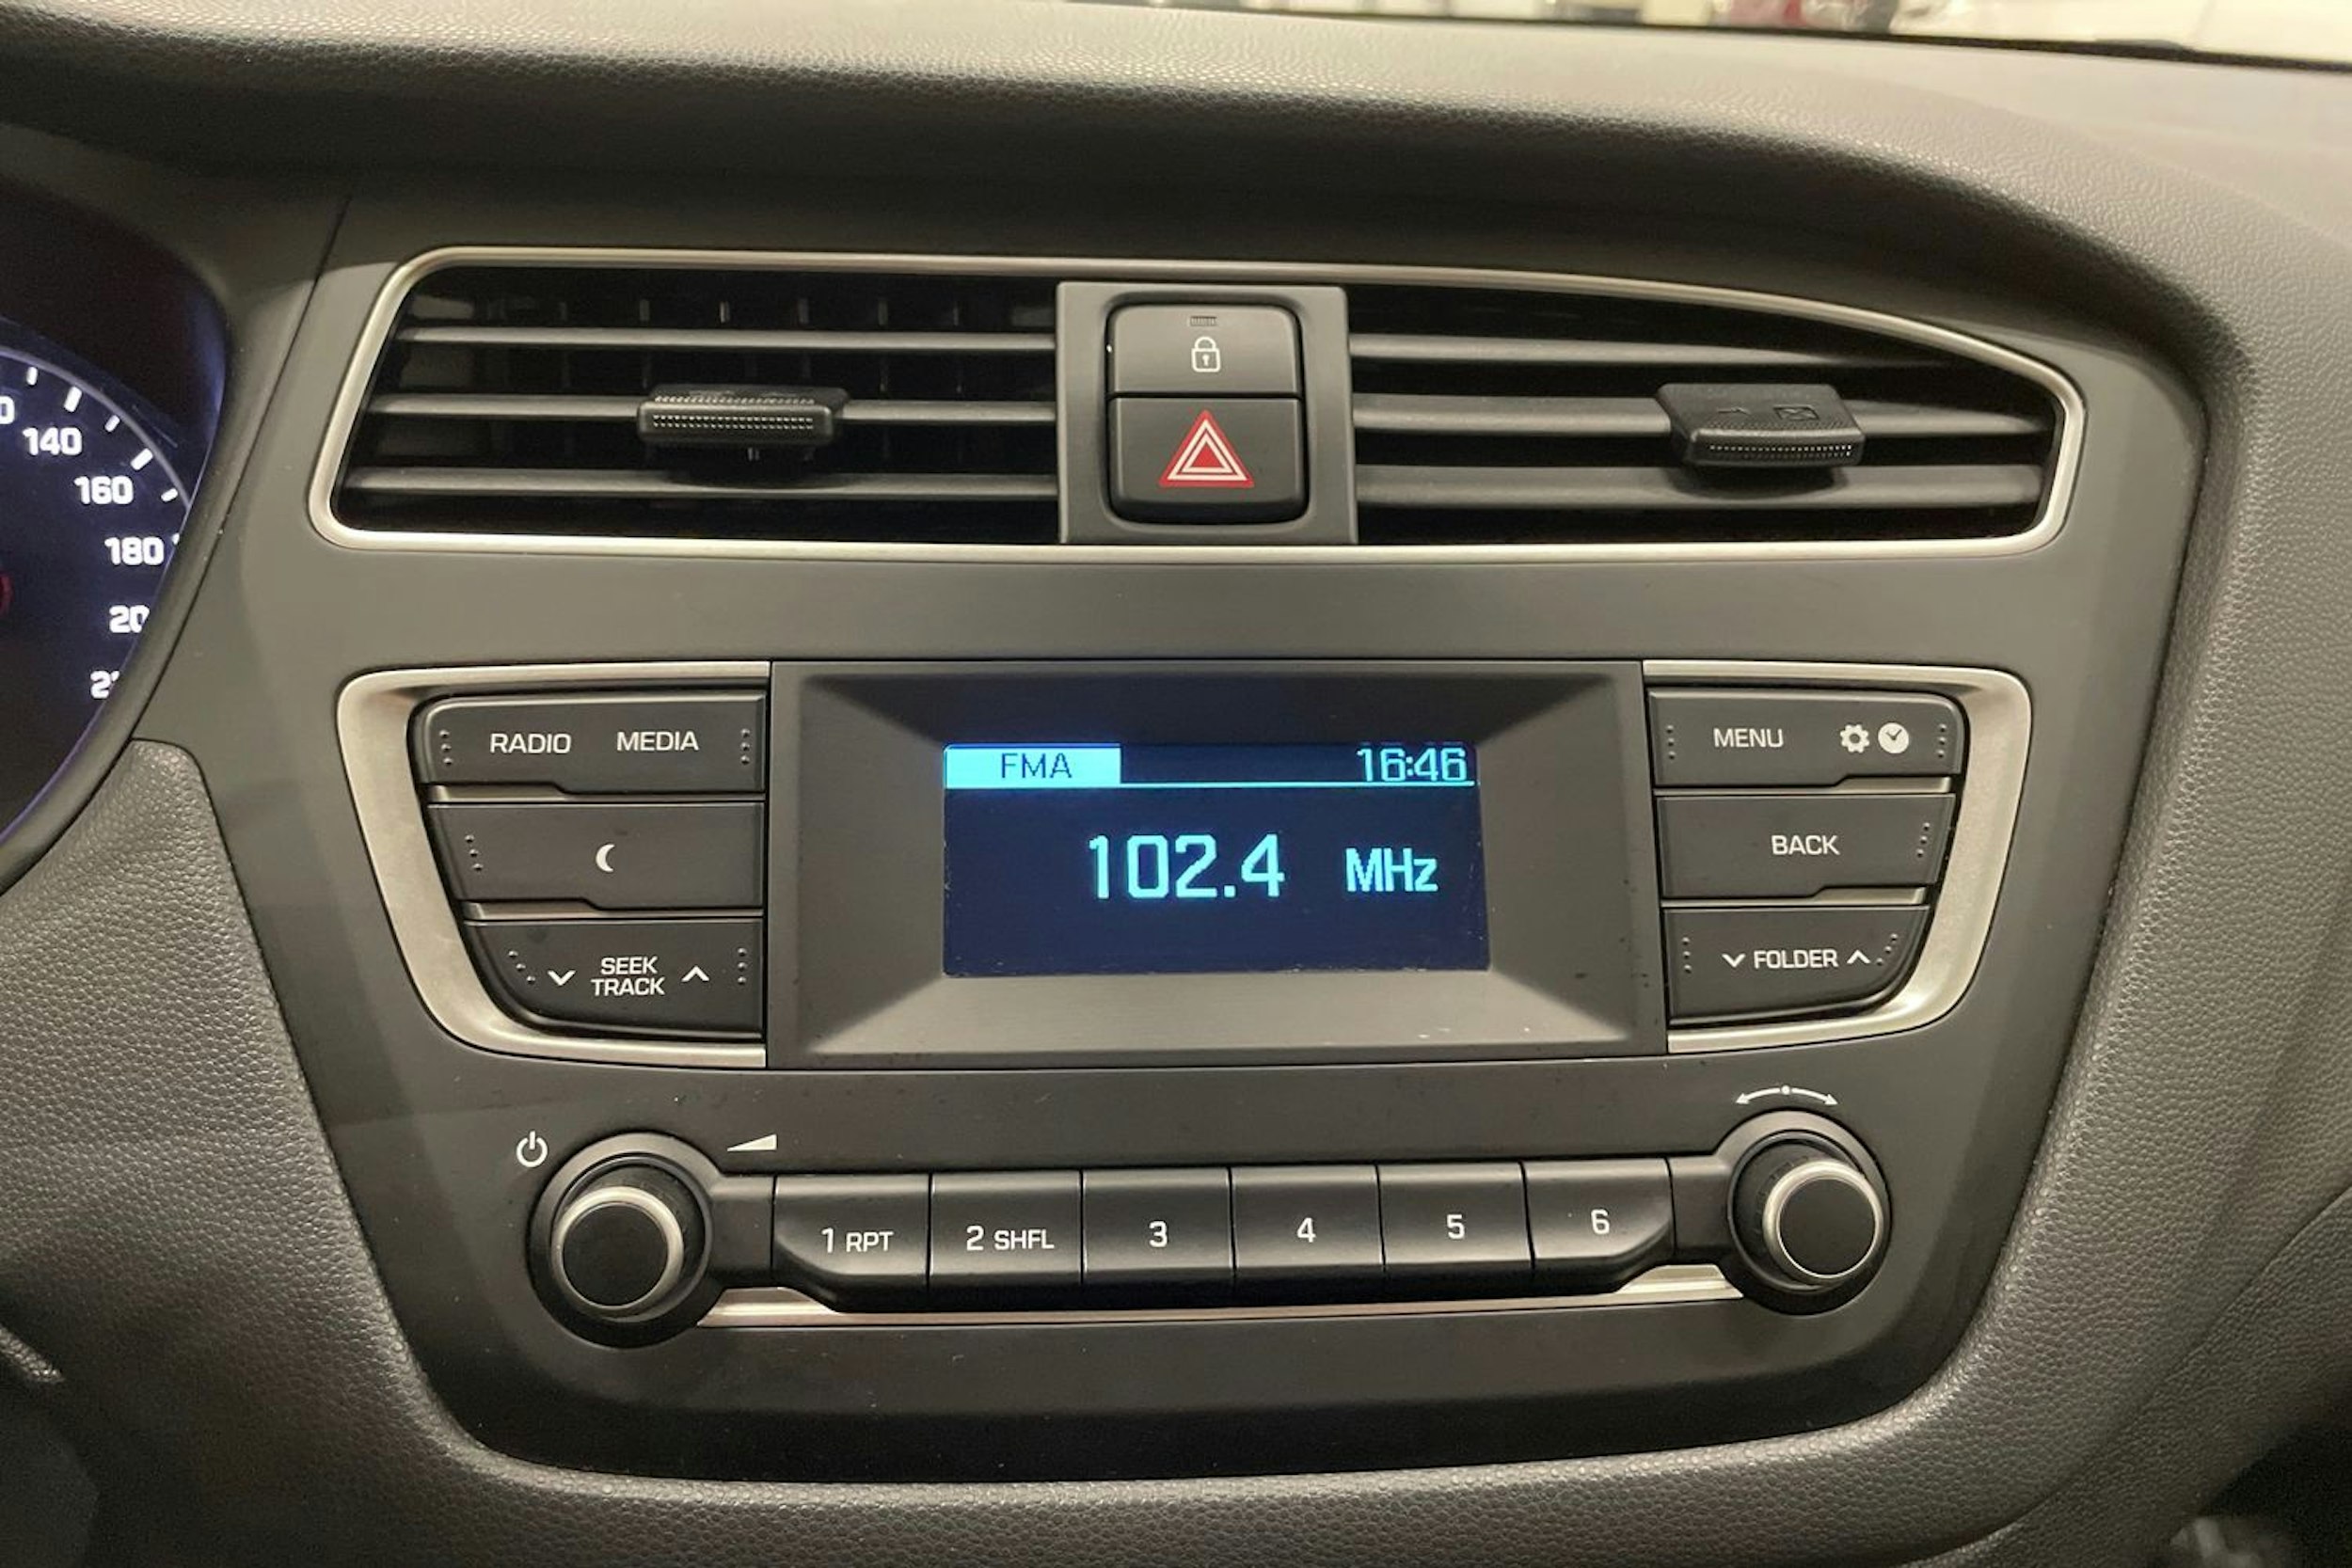 140
160
180
RADIO MEDIA
FMA 16:46
MENU
102.4 MHz
BACK
SEEK
TRACK
FOLDER
1 RPT 2 SHFL 3 4 5 6